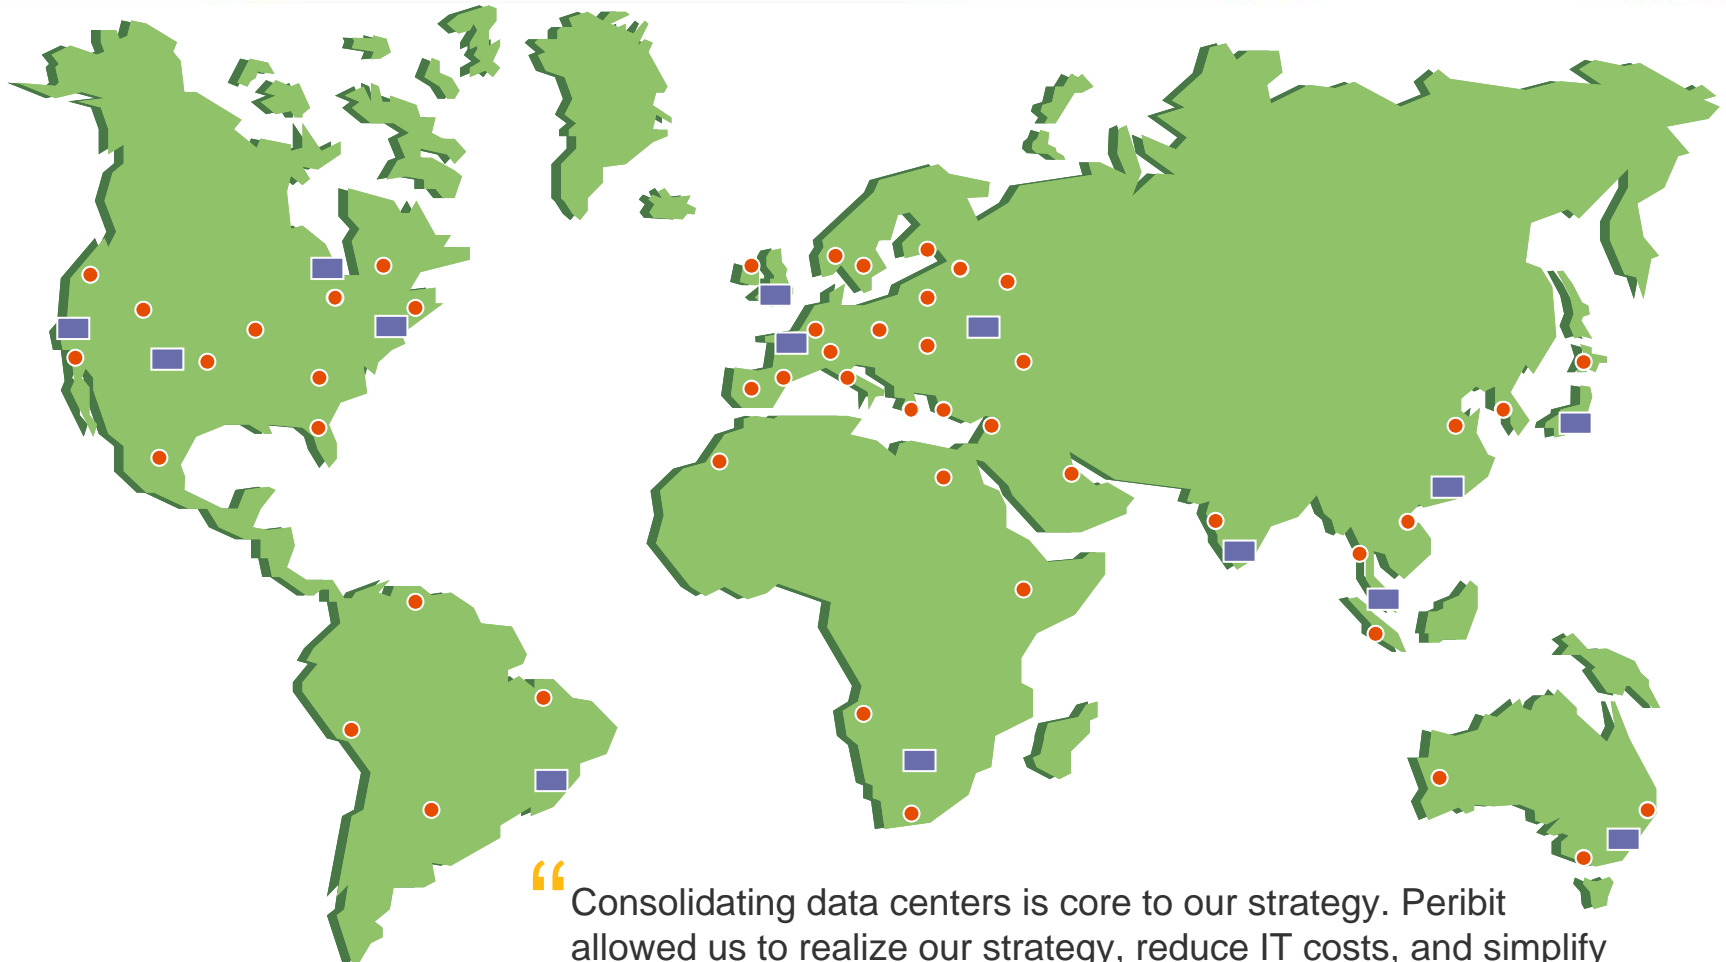 “Consolidating data centers is core to our strategy. Peribit
allowed us to realize our strategy, reduce IT costs, and simplify